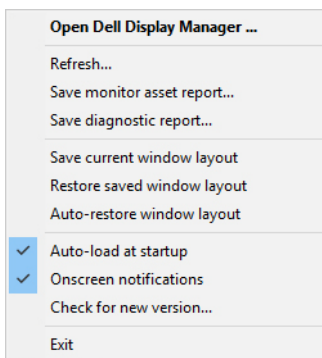 Open Dell Display Manager ...
Refresh...
Save monitor asset report...
Save diagnostic report...
Save current window layout
Restore saved window layout
Auto-restore window layout
Auto-load at startup
Onscreen notifications
Check for new version...
Exit